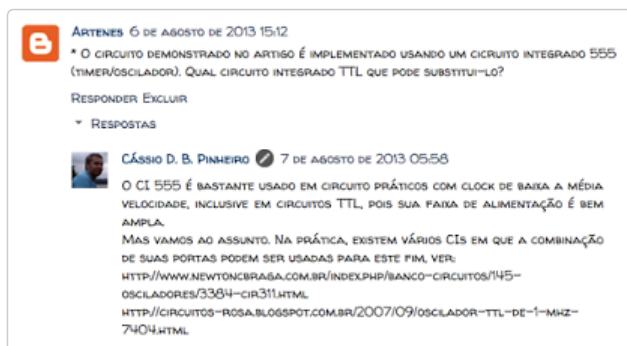 Artenes 6 de agosto de 2013 15:12
* O circuito demonstrado no artigo é implementado usando um cicruito integrado 555
(timer/oscilador). Qual circuito integrado TTL que pode substitui-lo?
Responder Excluir
Respostas
Cássio D. B. Pinheiro 7 de agosto de 2013 05:58
O CI 555 é bastante usado em circuito práticos com clock de baixa a média
velocidade, inclusive em circuitos TTL, pois sua faixa de alimentação é bem
ampla.
Mas vamos ao assunto. Na prática, existem vários CIs em que a combinação
de suas portas podem ser usadas para este fim, ver:
http://www.newtoncbraga.com.br/index.php/banco-circuitos/145-
osciladores/3384-cir311.html
http://circuitos-rosa.blogspot.com.br/2007/09/oscilador-ttl-de-1-mhz-
7404.html